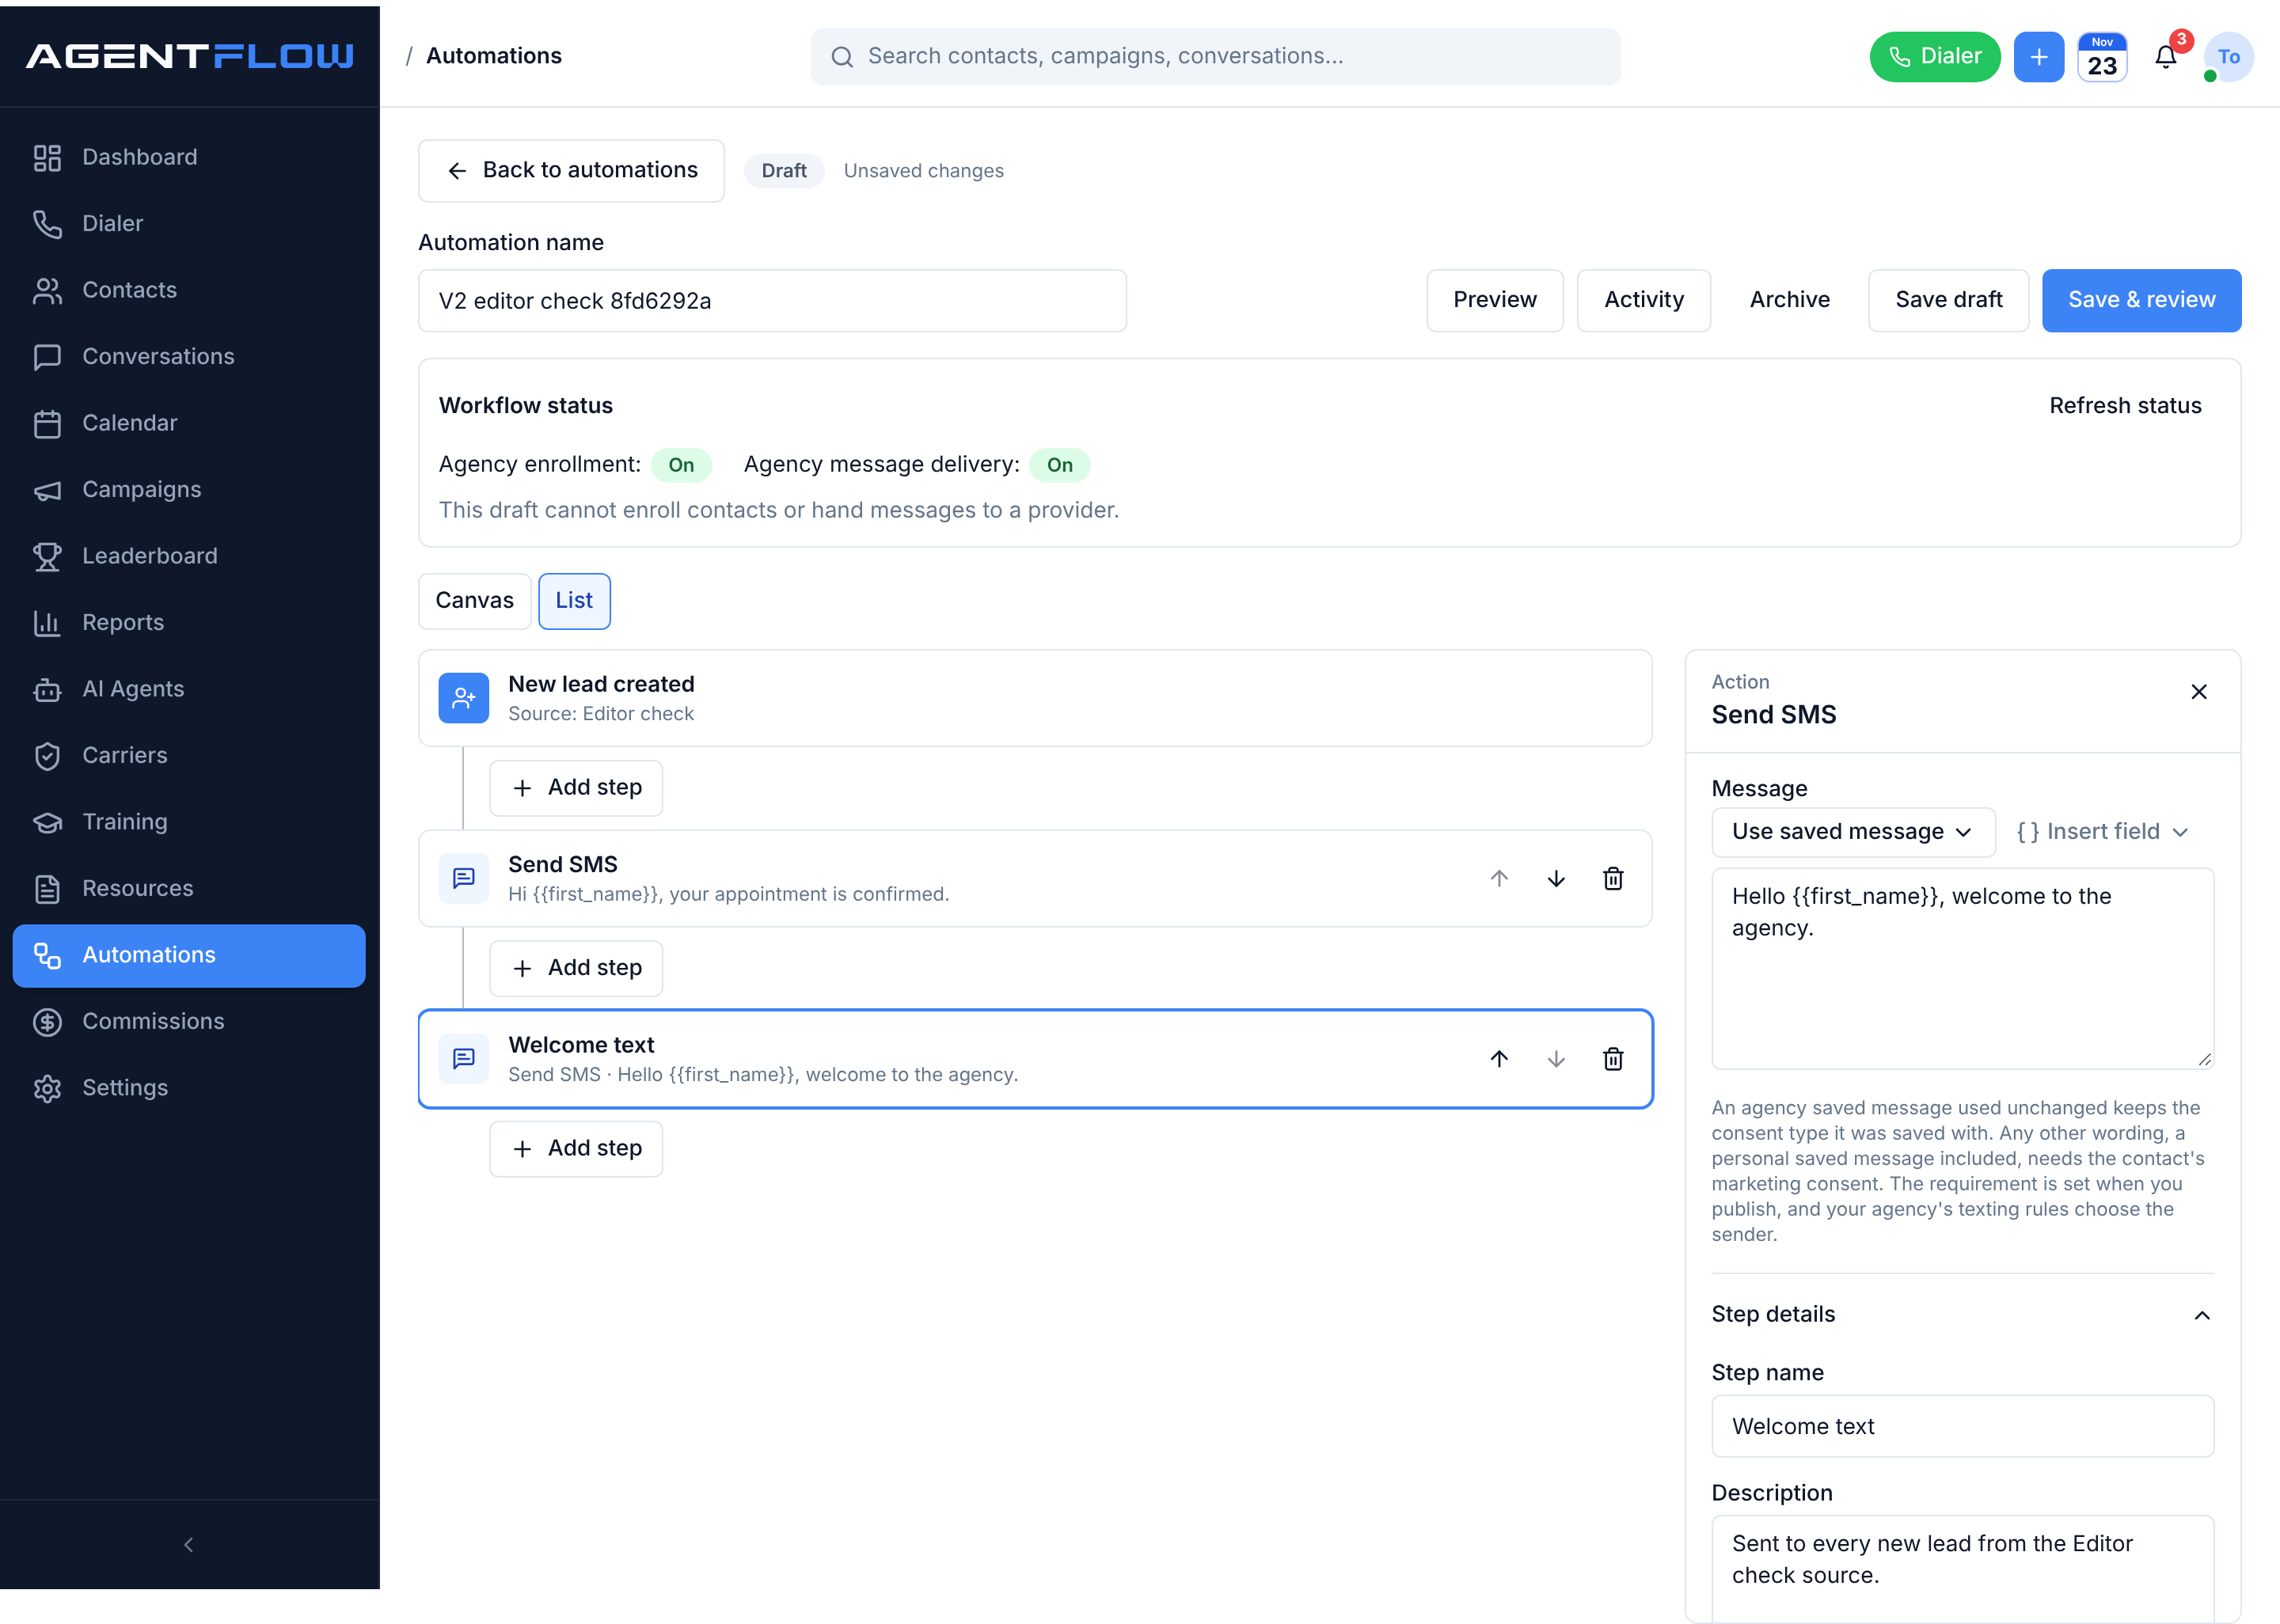 AGENTFLOW
/ Automations
Search contacts, campaigns, conversations...
Dialer
Nov
23
3
To
Dashboard
Dialer
Contacts
Conversations
Calendar
Campaigns
Leaderboard
Reports
AI Agents
Carriers
Training
Resources
Automations
Commissions
Settings
Back to automations
Draft
Unsaved changes
Automation name
V2 editor check 8fd6292a
Preview
Activity
Archive
Save draft
Save & review
Workflow status
Refresh status
Agency enrollment: On
Agency message delivery: On
This draft cannot enroll contacts or hand messages to a provider.
Canvas
List
New lead created
Source: Editor check
Add step
Send SMS
Hi {{first_name}}, your appointment is confirmed.
Add step
Welcome text
Send SMS · Hello {{first_name}}, welcome to the agency.
Add step
Action
Send SMS
Message
Use saved message
{ } Insert field
Hello {{first_name}}, welcome to the
agency.
An agency saved message used unchanged keeps the
consent type it was saved with. Any other wording, a
personal saved message included, needs the contact's
marketing consent. The requirement is set when you
publish, and your agency's texting rules choose the
sender.
Step details
Step name
Welcome text
Description
Sent to every new lead from the Editor
check source.